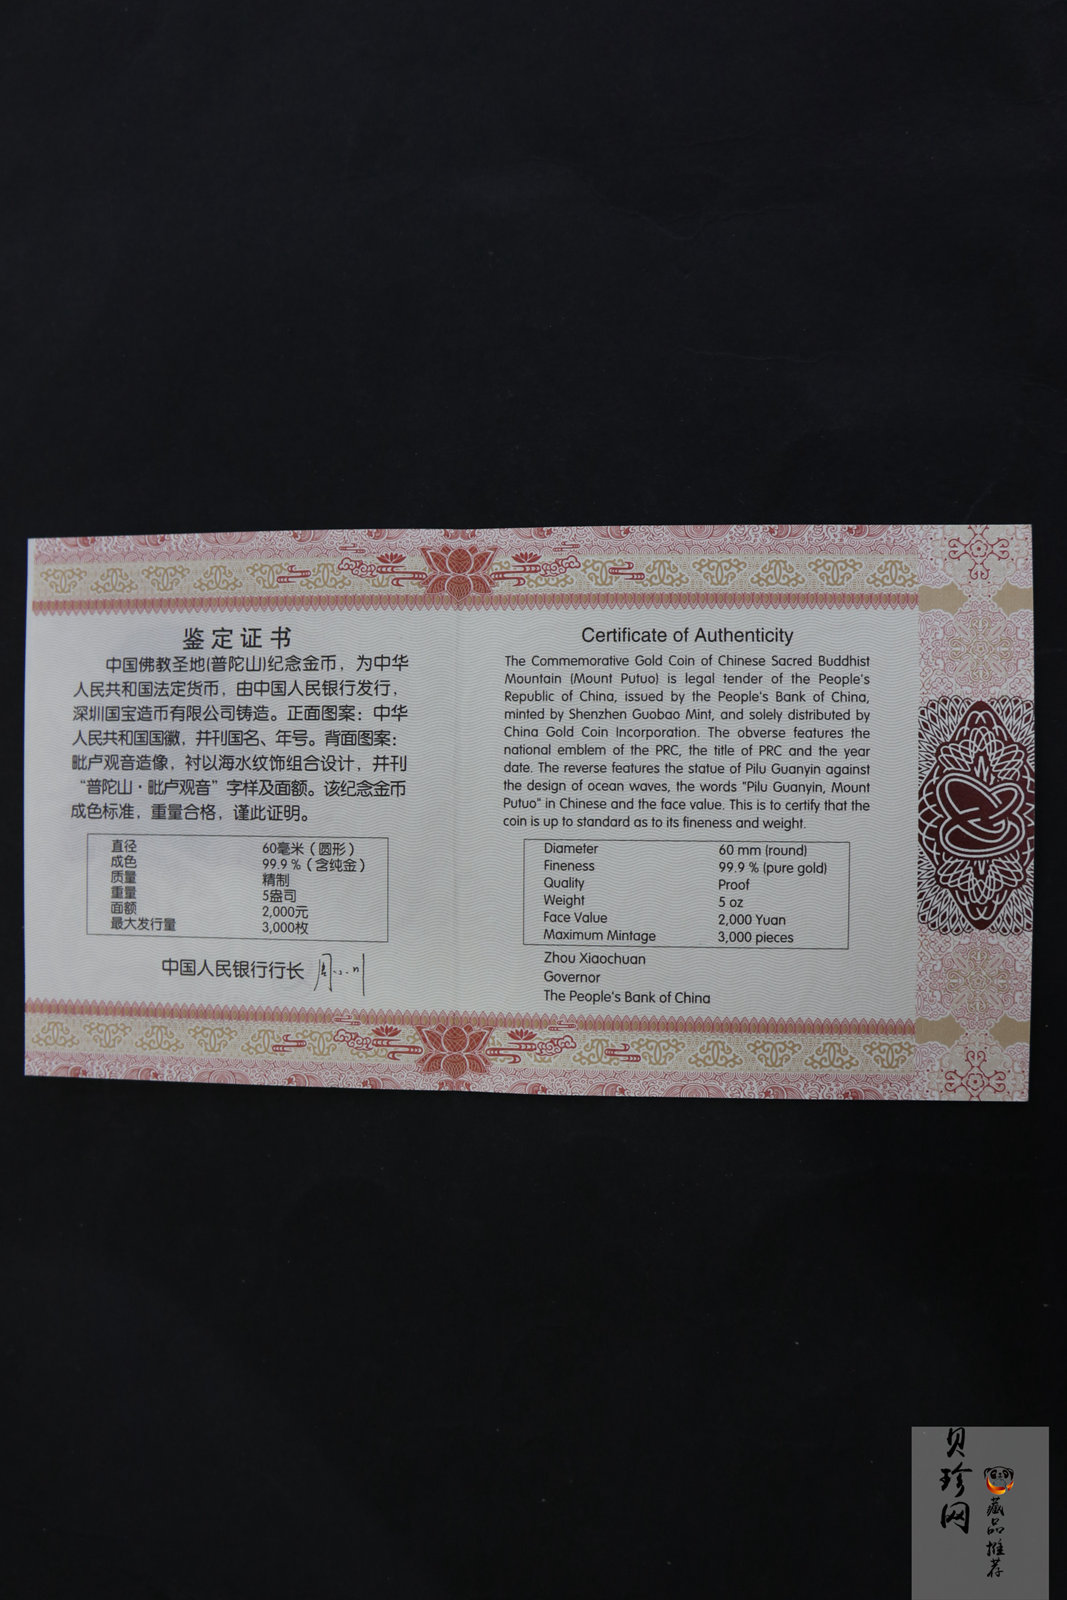 鉴定证书
中国佛教圣地(普陀山)纪念金币，为中华
人民共和国法定货币，由中国人民银行发行，
深圳国宝造币有限公司铸造。正面图案：中华
人民共和国国徽，并刊国名、年号。背面图案：
毗卢观音造像，衬以海水纹饰组合设计，并刊
“普陀山·毗卢观音”字样及面额。该纪念金币
成色标准，重量合格，谨此证明。
直径 60毫米（圆形）
成色 99.9％（含纯金）
质量 精制
重量 5盎司
面额 2,000元
最大发行量 3,000枚
中国人民银行行长
Certificate of Authenticity
The Commemorative Gold Coin of Chinese Sacred Buddhist
Mountain (Mount Putuo) is legal tender of the People's
Republic of China, issued by the People's Bank of China,
minted by Shenzhen Guobao Mint, and solely distributed by
China Gold Coin Incorporation. The obverse features the
national emblem of the PRC, the title of PRC and the year
date. The reverse features the statue of Pilu Guanyin against
the design of ocean waves, the words "Pilu Guanyin, Mount
Putuo" in Chinese and the face value. This is to certify that the
coin is up to standard as to its fineness and weight.
Diameter 60 mm (round)
Fineness 99.9 % (pure gold)
Quality Proof
Weight 5 oz
Face Value 2,000 Yuan
Maximum Mintage 3,000 pieces
Zhou Xiaochuan
Governor
The People's Bank of China
贝珍网
藏品推荐